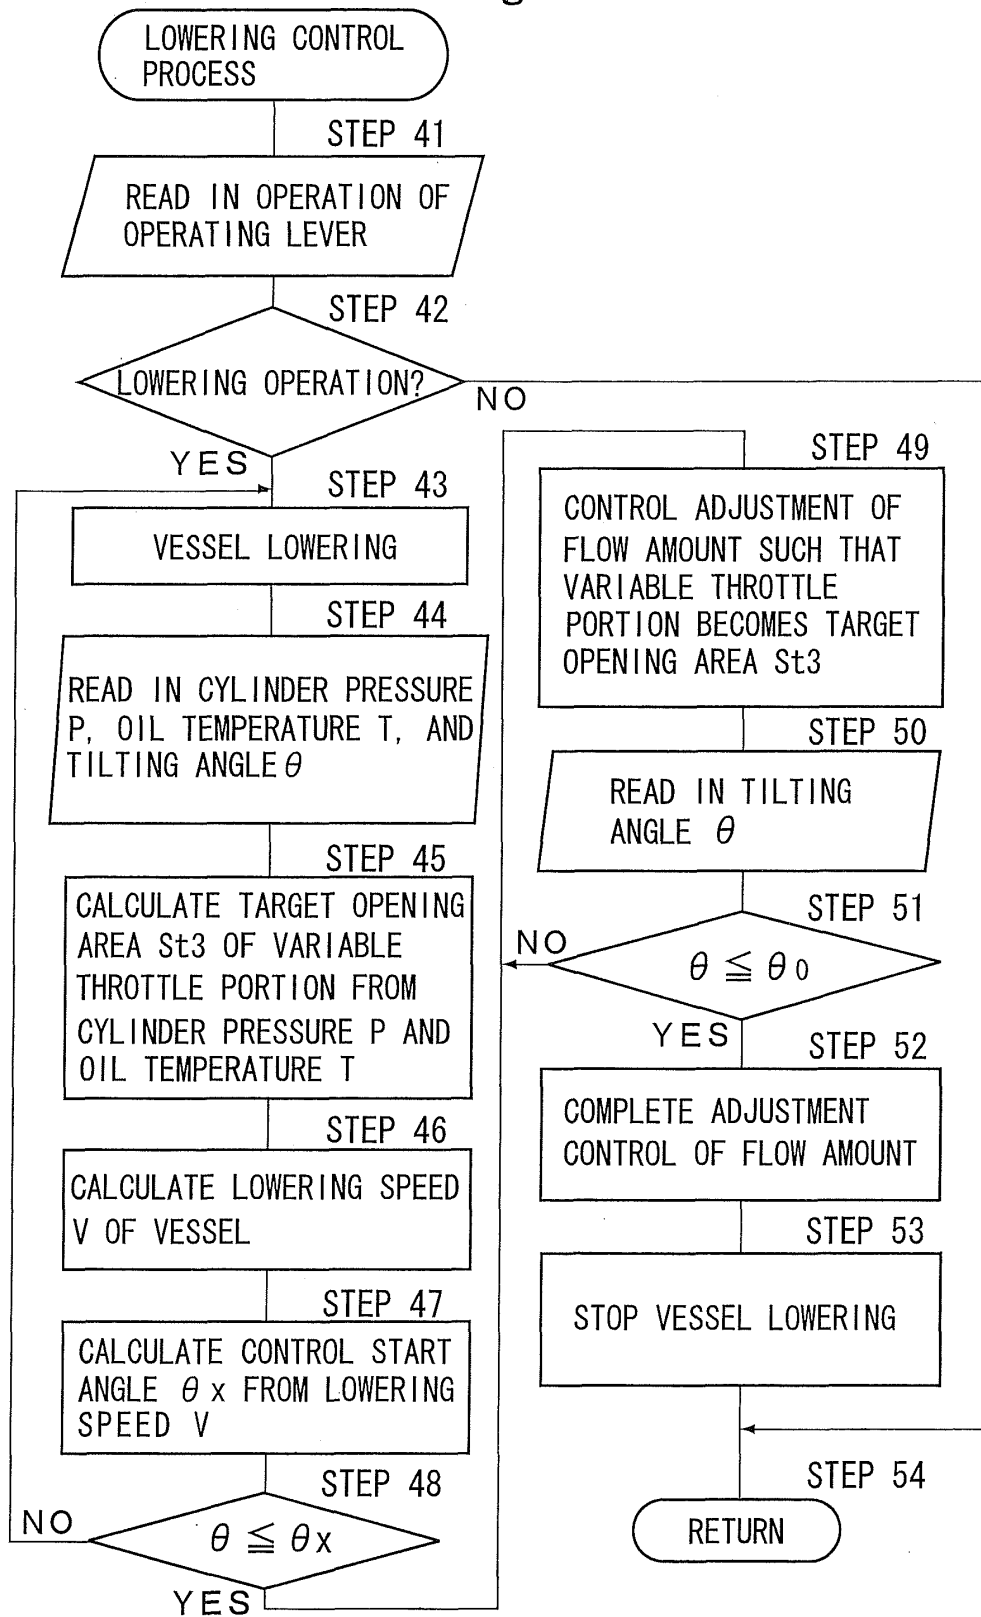 LOWERING CONTROL
PROCESS
STEP 41
READ IN OPERATION OF
OPERATING LEVER
STEP 42
LOWERING OPERATION?
NO
YES
STEP 43
VESSEL LOWERING
STEP 44
READ IN CYLINDER PRESSURE
P, OIL TEMPERATURE T, AND
TILTING ANGLE θ
STEP 45
CALCULATE TARGET OPENING
AREA St3 OF VARIABLE
THROTTLE PORTION FROM
CYLINDER PRESSURE P AND
OIL TEMPERATURE T
STEP 46
CALCULATE LOWERING SPEED
V OF VESSEL
STEP 47
CALCULATE CONTROL START
ANGLE θx FROM LOWERING
SPEED V
STEP 48
NO
θ ≦ θx
YES
STEP 49
CONTROL ADJUSTMENT OF
FLOW AMOUNT SUCH THAT
VARIABLE THROTTLE
PORTION BECOMES TARGET
OPENING AREA St3
STEP 50
READ IN TILTING
ANGLE θ
STEP 51
NO
θ ≦ θ0
YES
STEP 52
COMPLETE ADJUSTMENT
CONTROL OF FLOW AMOUNT
STEP 53
STOP VESSEL LOWERING
STEP 54
RETURN